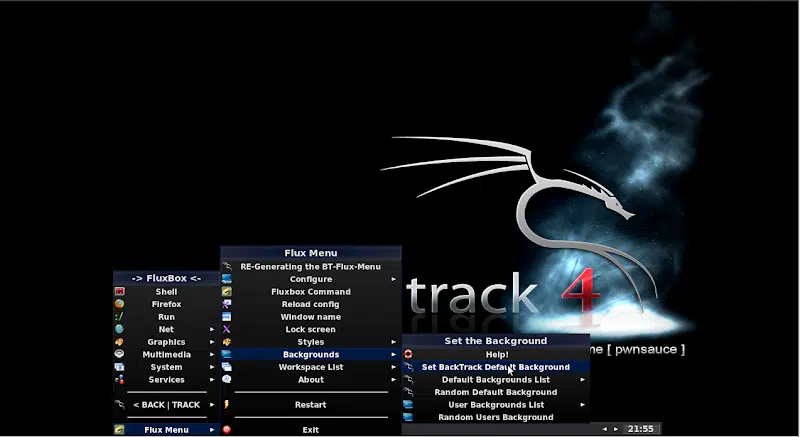 Flux Menu
RE-Generating the BT-Flux-Menu
Configure
Fluxbox Command
Reload config
Window name
Lock screen
Styles
Backgrounds
Workspace List
About
Restart
Exit
-> FluxBox <-
Shell
Firefox
Run
Net
Graphics
Multimedia
System
Services
< BACK | TRACK
Flux Menu
track 4
Set the Background
Help!
Set BackTrack Default Background
Default Backgrounds List
Random Default Background
User Backgrounds List
Random Users Background
me [ pwnsauce ]
21:55